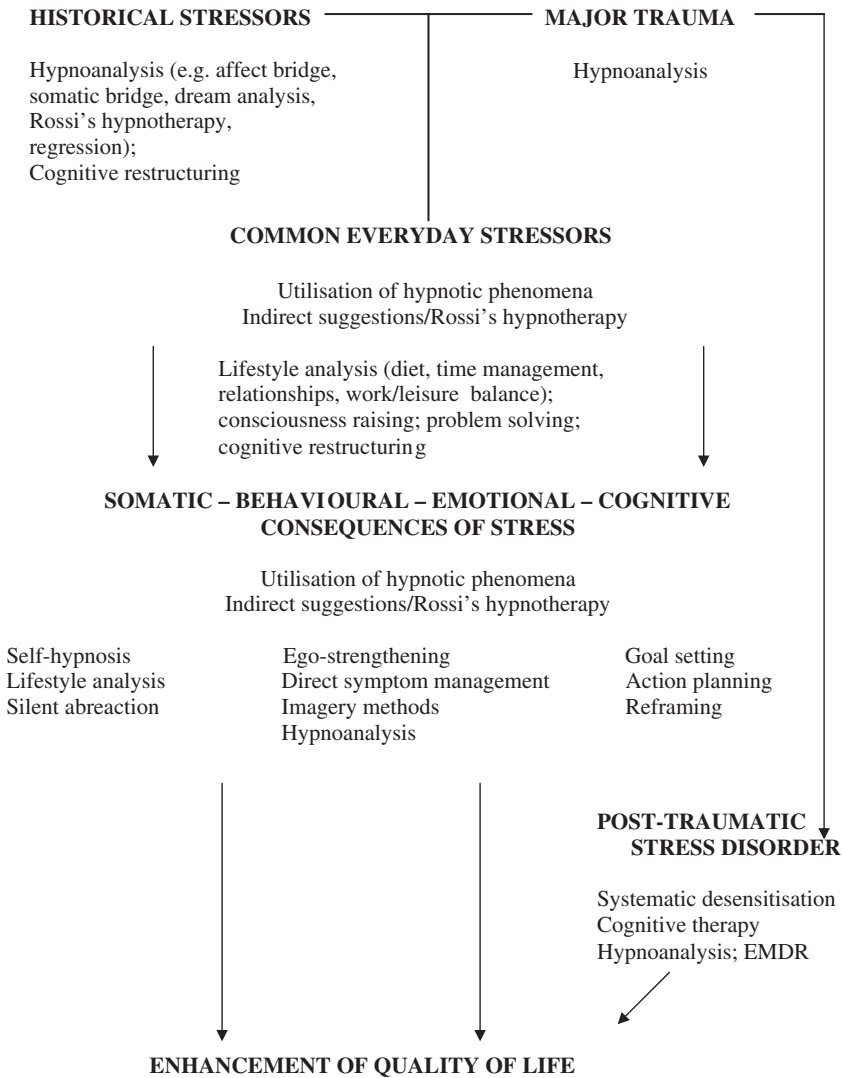 HISTORICAL STRESSORS
MAJOR TRAUMA
Hypnoanalysis (e.g. affect bridge,
somatic bridge, dream analysis,
Rossi's hypnotherapy,
regression);
Cognitive restructuring
Hypnoanalysis
COMMON EVERYDAY STRESSORS
Utilisation of hypnotic phenomena
Indirect suggestions/Rossi's hypnotherapy
Lifestyle analysis (diet, time management,
relationships, work/leisure balance);
consciousness raising; problem solving;
cognitive restructuring
SOMATIC – BEHAVIOURAL – EMOTIONAL – COGNITIVE
CONSEQUENCES OF STRESS
Utilisation of hypnotic phenomena
Indirect suggestions/Rossi's hypnotherapy
Self-hypnosis
Lifestyle analysis
Silent abreaction
Ego-strengthening
Direct symptom management
Imagery methods
Hypnoanalysis
Goal setting
Action planning
Reframing
POST-TRAUMATIC
STRESS DISORDER
Systematic desensitisation
Cognitive therapy
Hypnoanalysis; EMDR
ENHANCEMENT OF QUALITY OF LIFE